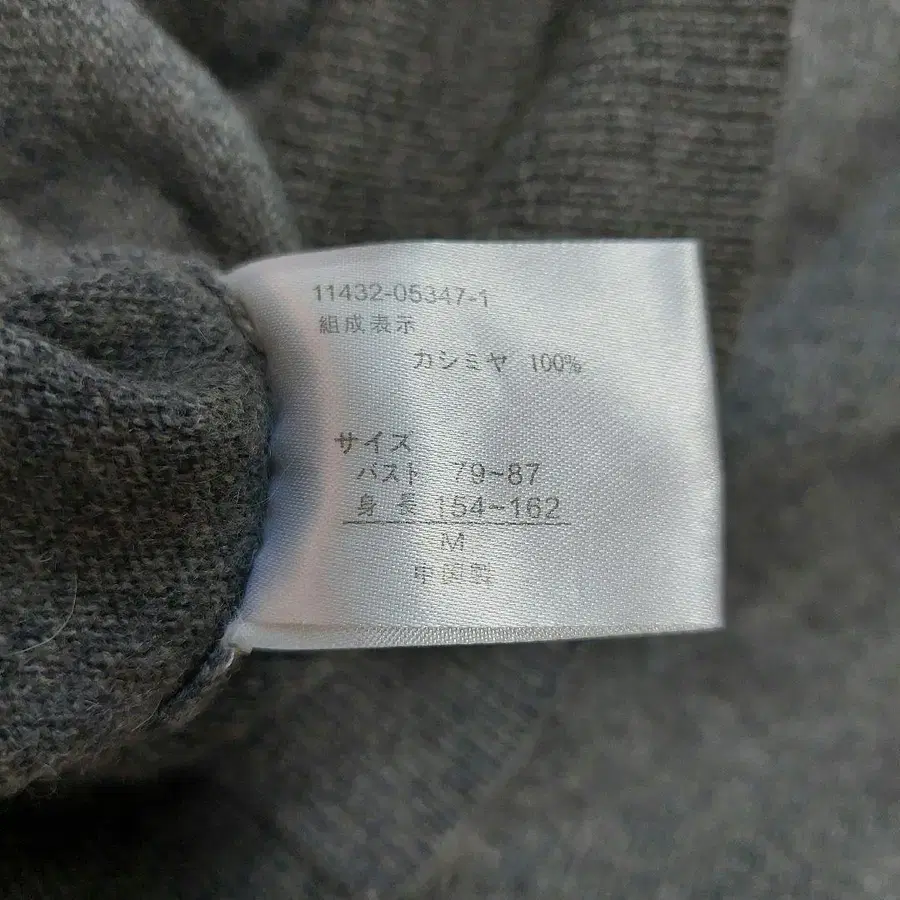 11432-05347-1
組成表示
カシミヤ 100%
サイズ
バスト 79~87
身長 154~162
M
中国製